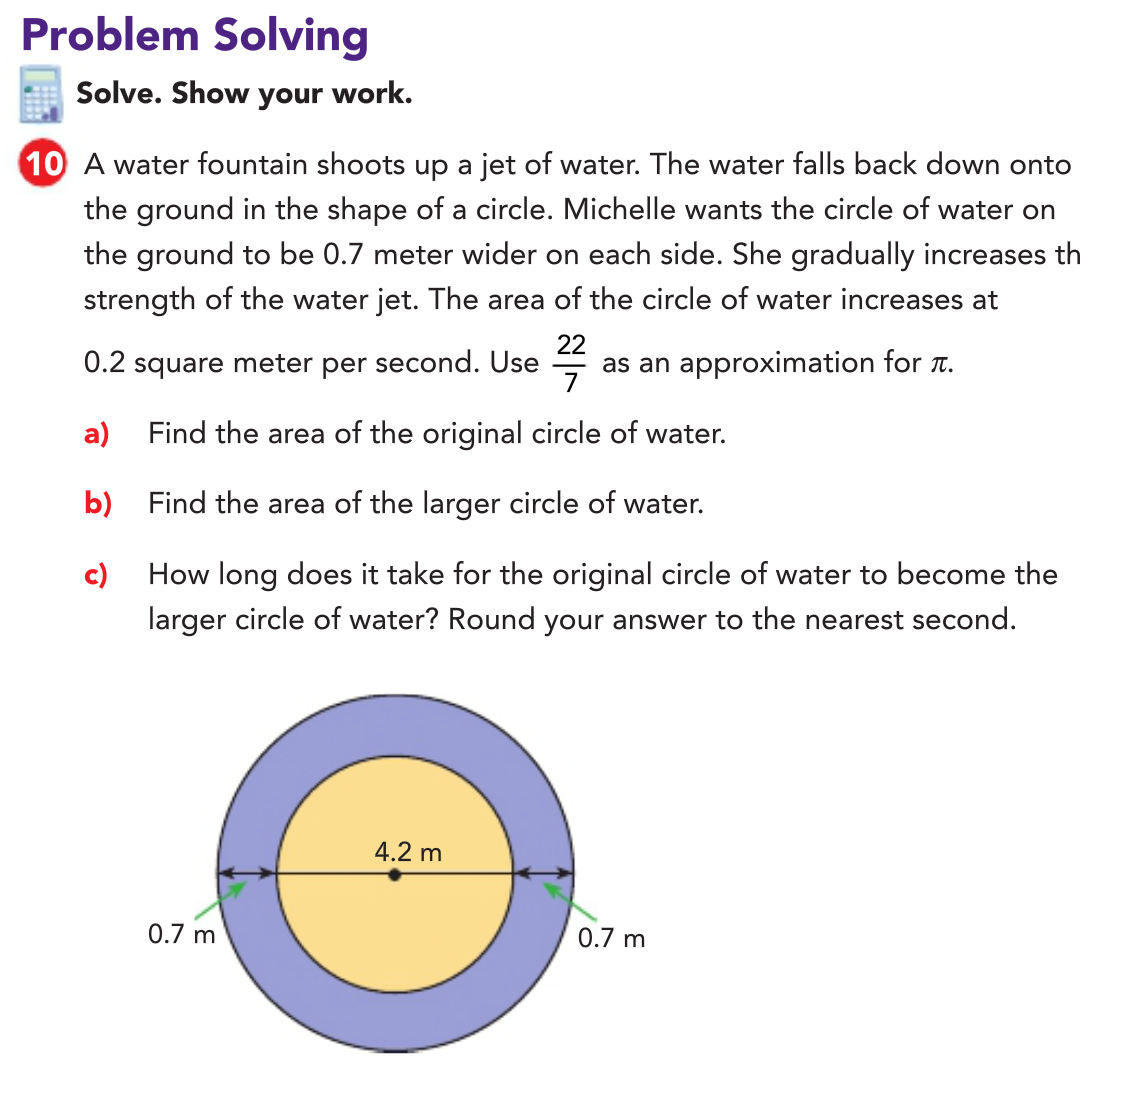 Problem Solving
Solve. Show your work.
10 A water fountain shoots up a jet of water. The water falls back down onto
the ground in the shape of a circle. Michelle wants the circle of water on
the ground to be 0.7 meter wider on each side. She gradually increases th
strength of the water jet. The area of the circle of water increases at
0.2 square meter per second. Use 22/7 as an approximation for π.
a) Find the area of the original circle of water.
b) Find the area of the larger circle of water.
c) How long does it take for the original circle of water to become the
larger circle of water? Round your answer to the nearest second.
4.2 m
0.7 m
0.7 m